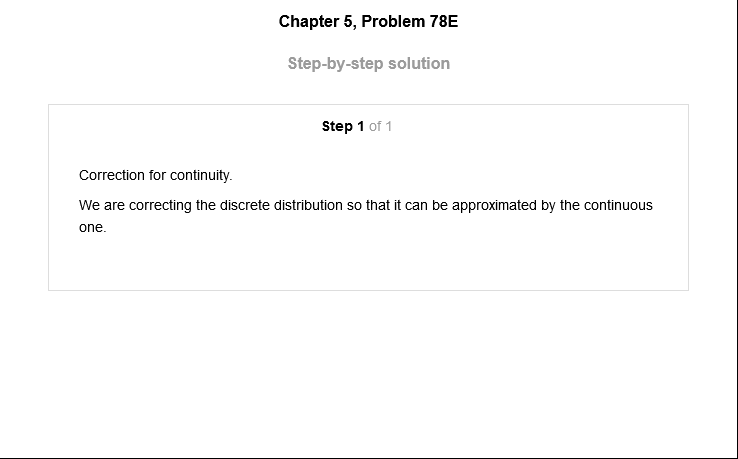 Chapter 5, Problem 78E
Step-by-step solution
Step 1 of 1
Correction for continuity.
We are correcting the discrete distribution so that it can be approximated by the continuous
one.